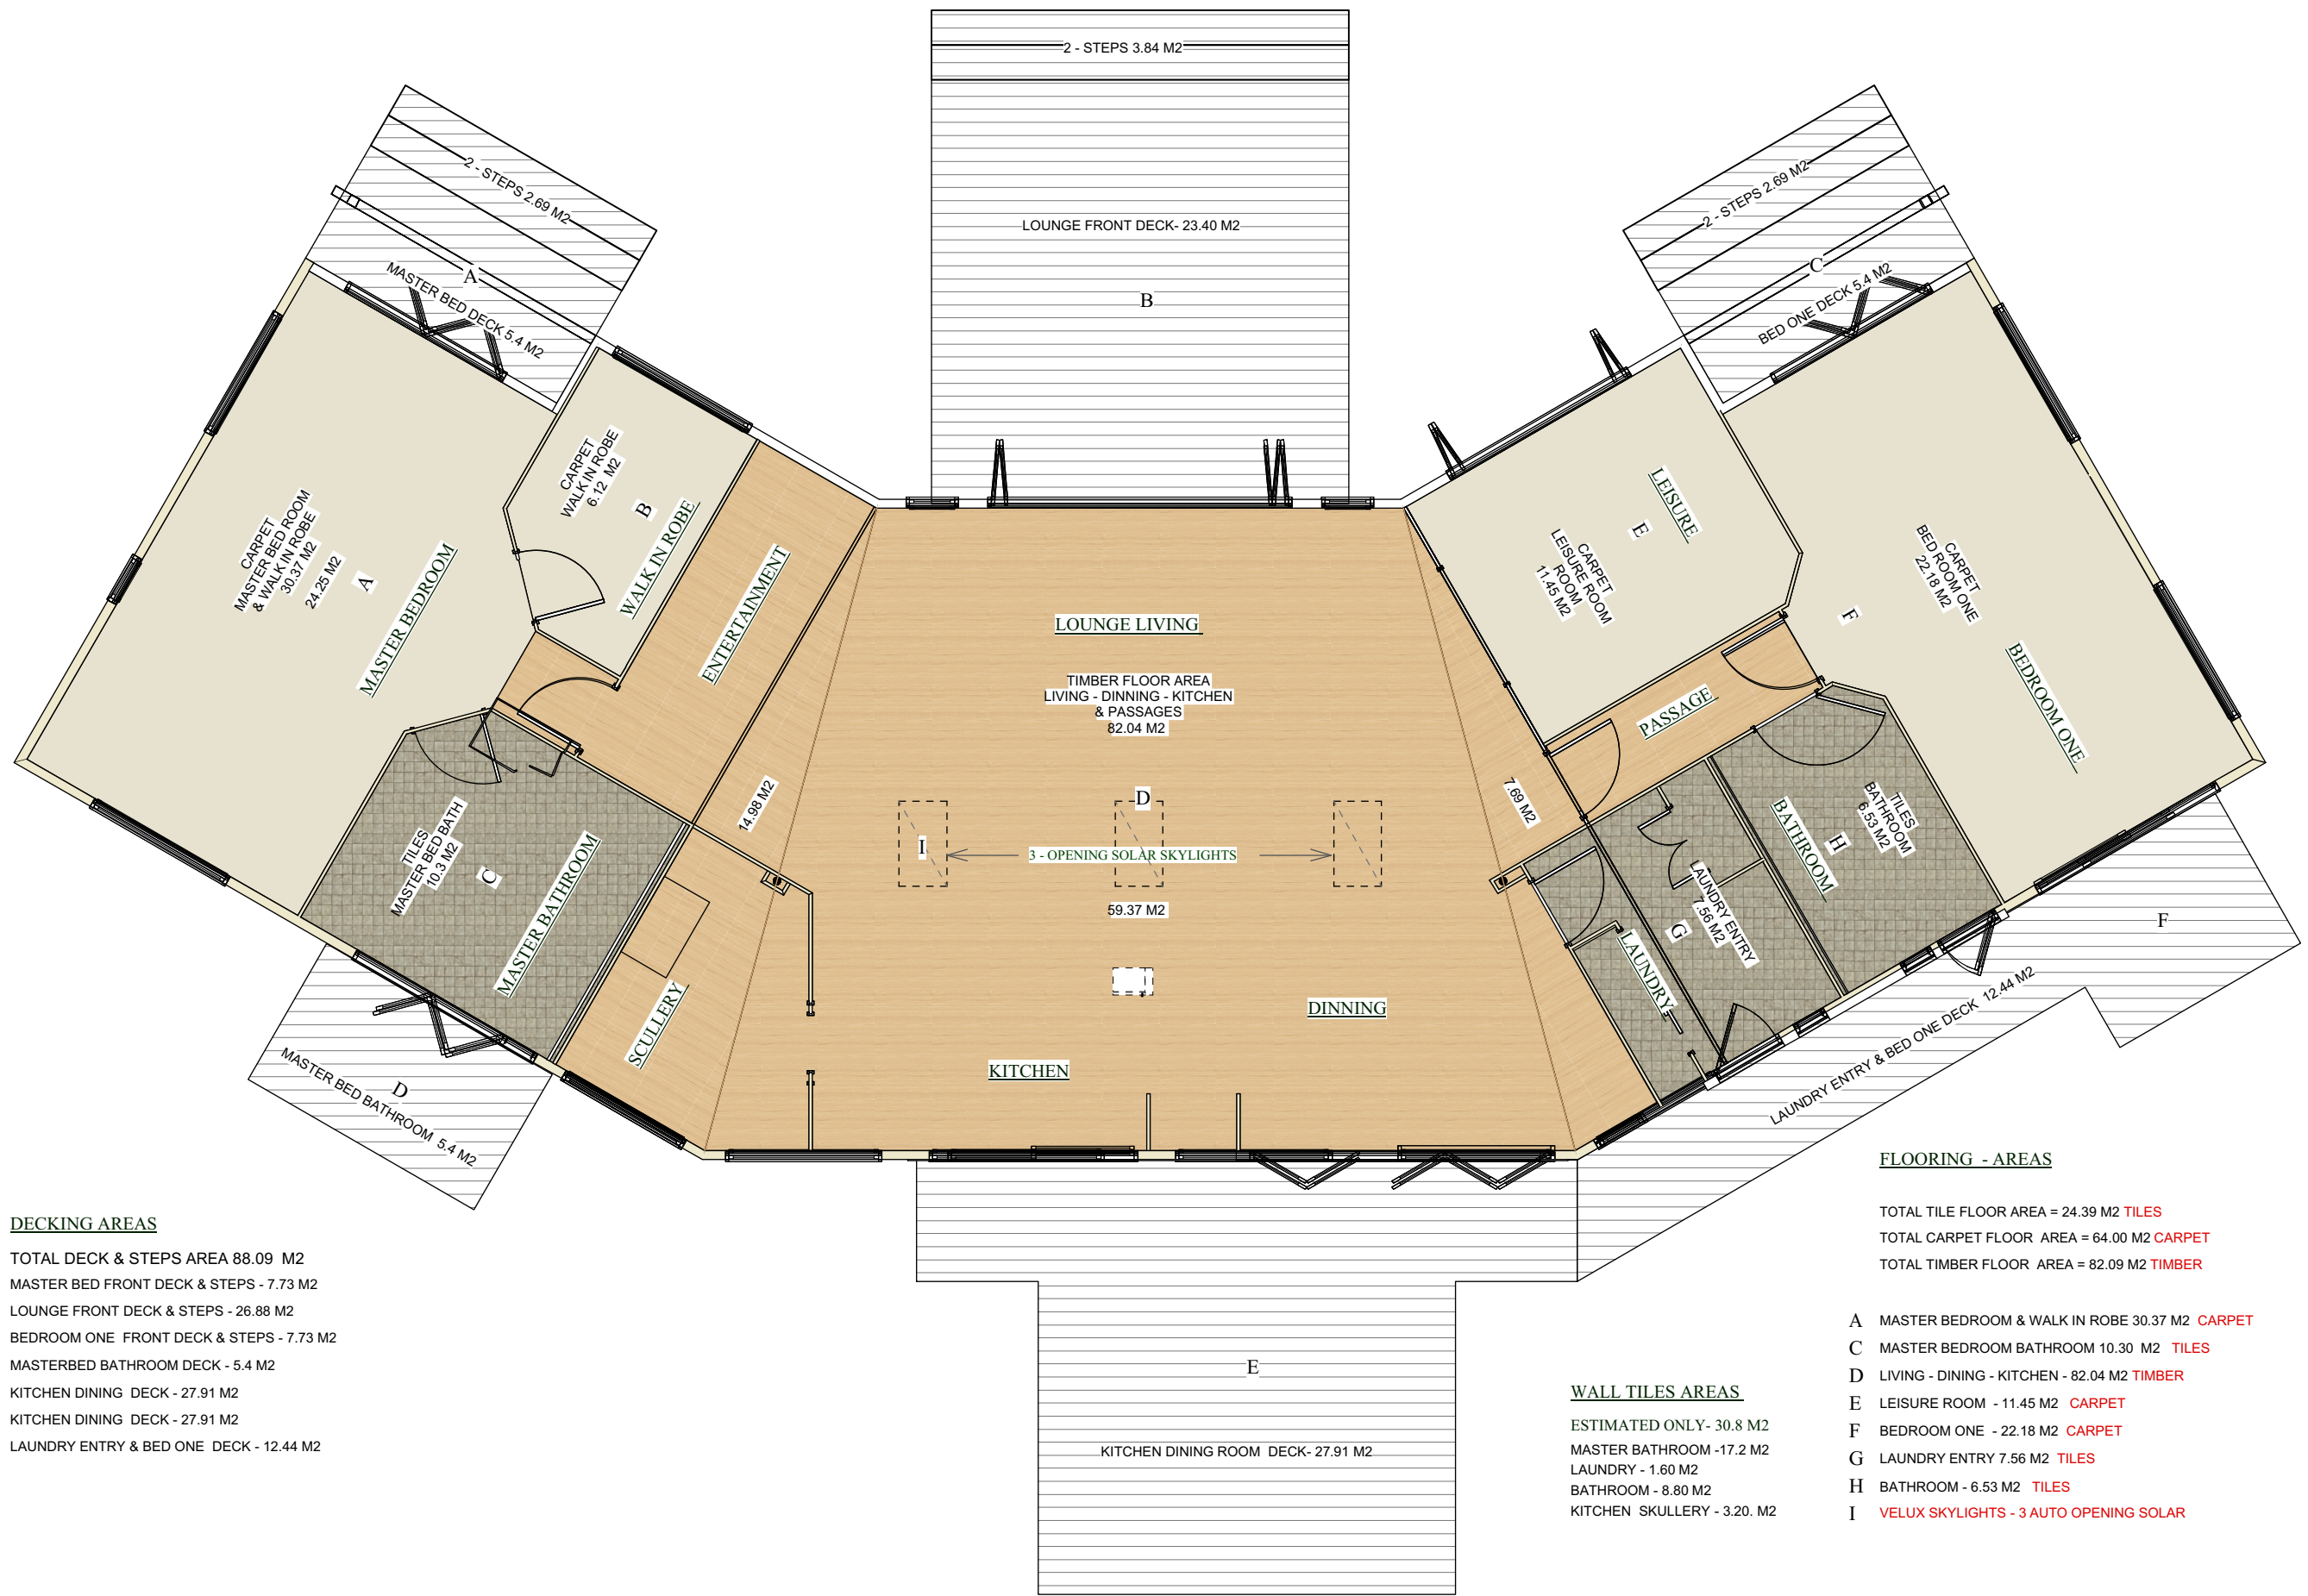 2 - STEPS 3.84 M2
LOUNGE FRONT DECK- 23.40 M2
B
2 - STEPS 2.69 M2
A
MASTER BED DECK 5.4 M2
2 - STEPS 2.69 M2
C
BED ONE DECK 5.4 M2
CARPET
MASTER BED ROOM
& WALK IN ROBE
30.37 M2
24.25 M2
A
MASTER BEDROOM
CARPET
WALK IN ROBE
6.12 M2
B
WALK IN ROBE
ENTERTAINMENT
LOUNGE LIVING
TIMBER FLOOR AREA
LIVING - DINNING - KITCHEN
& PASSAGES
82.04 M2
LEISURE
E
CARPET
LEISURE ROOM
ROOM
11.45 M2
CARPET
BED ROOM ONE
22.18 M2
F
BEDROOM ONE
PASSAGE
14.98 M2
7.69 M2
D
I
3 - OPENING SOLAR SKYLIGHTS
59.37 M2
TILES
MASTER BED BATH
10.3 M2
C
MASTER BATHROOM
SCULLERY
KITCHEN
DINNING
LAUNDRY
LAUNDRY ENTRY
7.56 M2
G
BATHROOM
TILES
BATHROOM
6.53 M2
H
F
LAUNDRY ENTRY & BED ONE DECK 12.44 M2
D
MASTER BED BATHROOM 5.4 M2
E
KITCHEN DINING ROOM DECK- 27.91 M2
DECKING AREAS
TOTAL DECK & STEPS AREA 88.09 M2
MASTER BED FRONT DECK & STEPS - 7.73 M2
LOUNGE FRONT DECK & STEPS - 26.88 M2
BEDROOM ONE FRONT DECK & STEPS - 7.73 M2
MASTERBED BATHROOM DECK - 5.4 M2
KITCHEN DINING DECK - 27.91 M2
KITCHEN DINING DECK - 27.91 M2
LAUNDRY ENTRY & BED ONE DECK - 12.44 M2
WALL TILES AREAS
ESTIMATED ONLY- 30.8 M2
MASTER BATHROOM -17.2 M2
LAUNDRY - 1.60 M2
BATHROOM - 8.80 M2
KITCHEN SKULLERY - 3.20. M2
FLOORING - AREAS
TOTAL TILE FLOOR AREA = 24.39 M2 TILES
TOTAL CARPET FLOOR AREA = 64.00 M2 CARPET
TOTAL TIMBER FLOOR AREA = 82.09 M2 TIMBER
A MASTER BEDROOM & WALK IN ROBE 30.37 M2 CARPET
C MASTER BEDROOM BATHROOM 10.30 M2 TILES
D LIVING - DINING - KITCHEN - 82.04 M2 TIMBER
E LEISURE ROOM - 11.45 M2 CARPET
F BEDROOM ONE - 22.18 M2 CARPET
G LAUNDRY ENTRY 7.56 M2 TILES
H BATHROOM - 6.53 M2 TILES
I VELUX SKYLIGHTS - 3 AUTO OPENING SOLAR